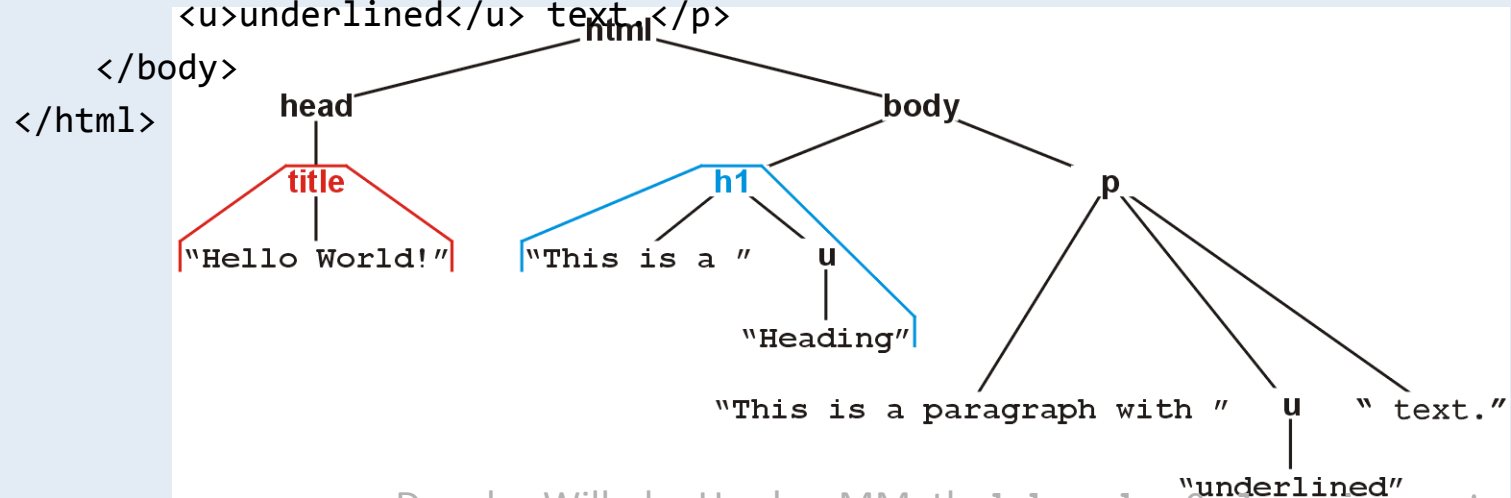 <u>underlined</u> text.</p>
html
</body>
head
body
</html>
title
h1
p
“Hello World!”
“This is a ”
u
“Heading”
“This is a paragraph with ”
u
“ text.”
“underlined”